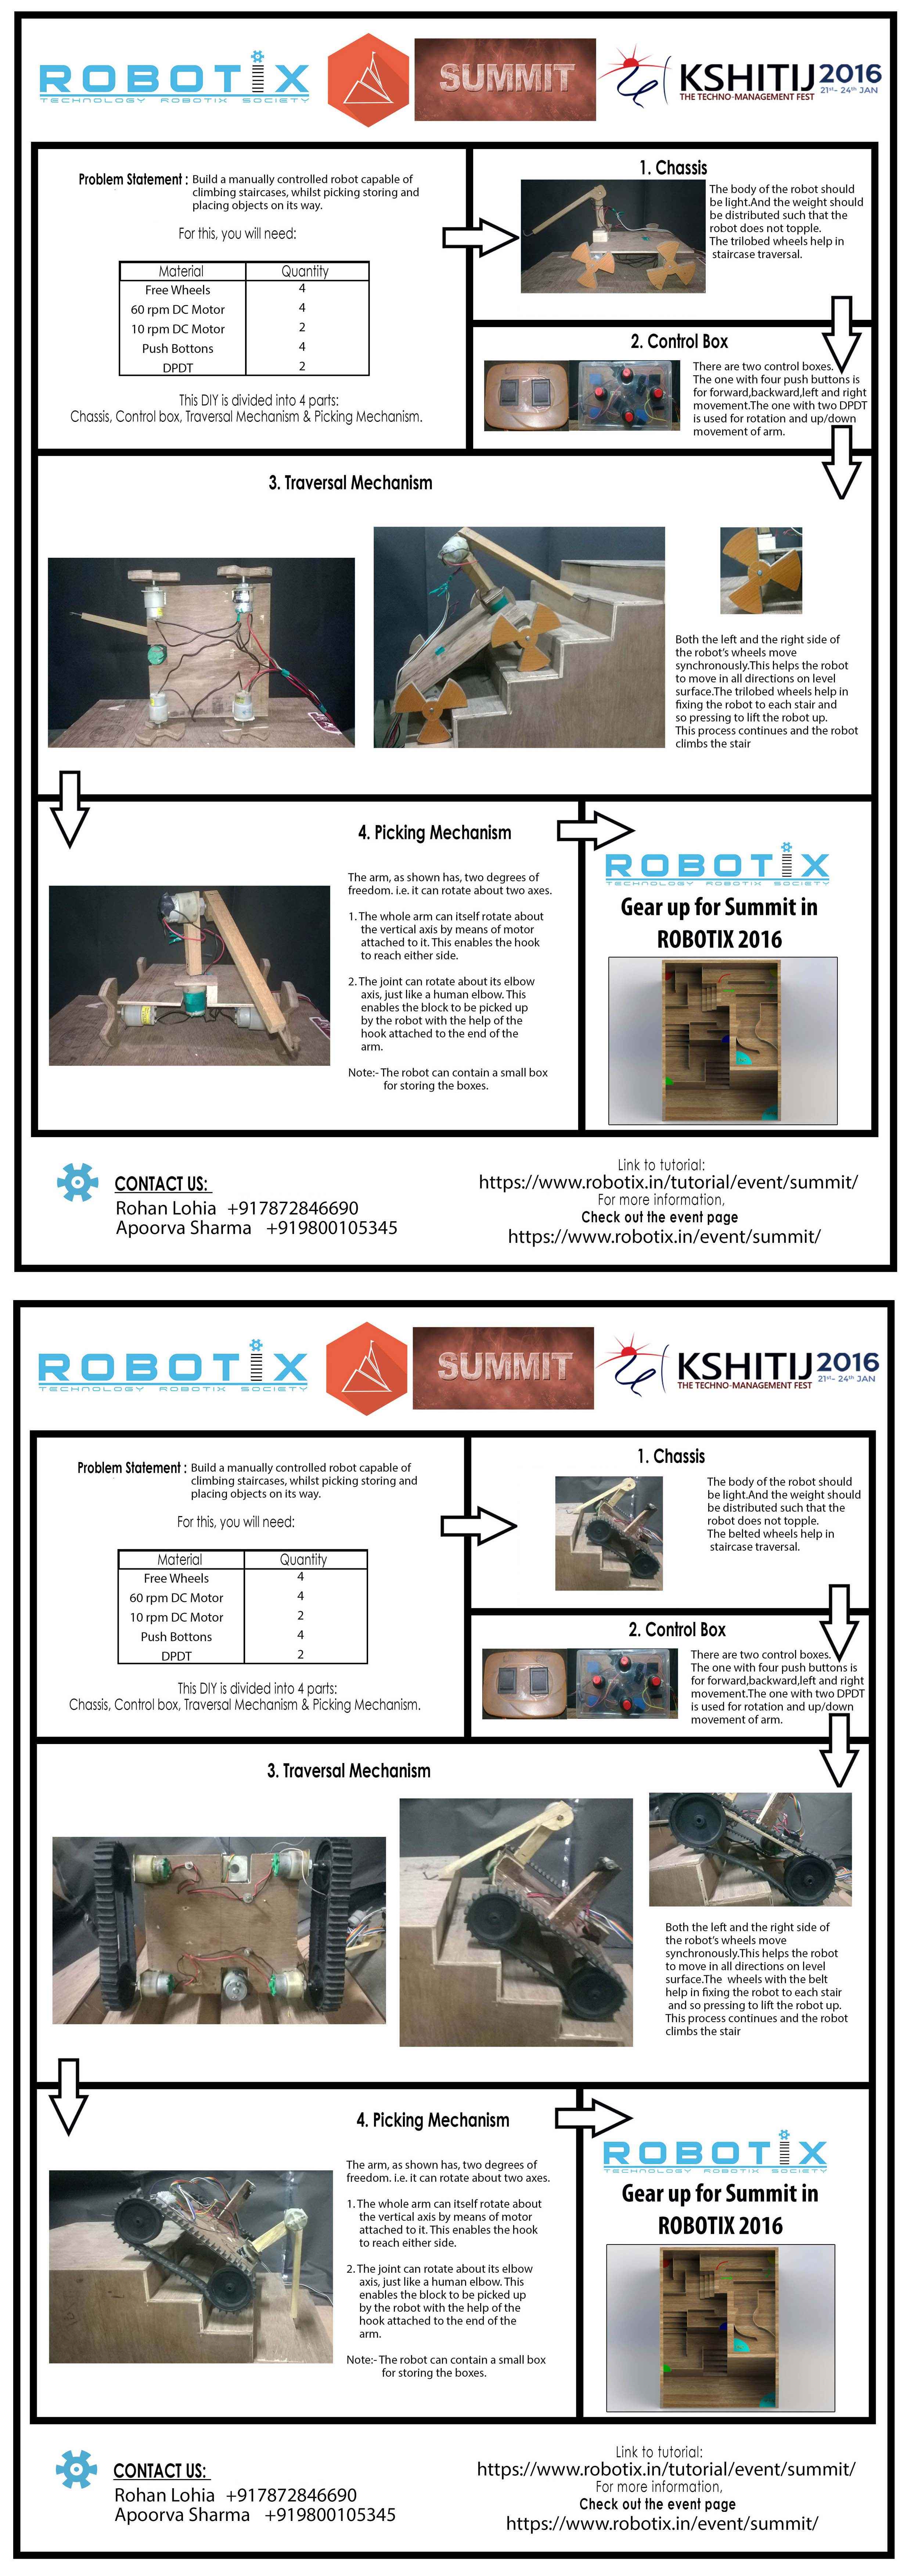 ROBOTIX
TECHNOLOGY ROBOTIX SOCIETY
SUMMIT
KSHITIJ 2016
THE TECHNO-MANAGEMENT FEST
21st- 24th JAN
Problem Statement : Build a manually controlled robot capable of
climbing staircases, whilst picking storing and
placing objects on its way.
For this, you will need:
Material Quantity
Free Wheels 4
60 rpm DC Motor 4
10 rpm DC Motor 2
Push Bottons 4
DPDT 2
This DIY is divided into 4 parts:
Chassis, Control box, Traversal Mechanism & Picking Mechanism.
1. Chassis
The body of the robot should
be light.And the weight should
be distributed such that the
robot does not topple.
The trilobed wheels help in
staircase traversal.
2. Control Box
There are two control boxes.
The one with four push buttons is
for forward,backward,left and right
movement.The one with two DPDT
is used for rotation and up/down
movement of arm.
3. Traversal Mechanism
Both the left and the right side of
the robot's wheels move
synchronously.This helps the robot
to move in all directions on level
surface.The trilobed wheels help in
fixing the robot to each stair and
so pressing to lift the robot up.
This process continues and the robot
climbs the stair
4. Picking Mechanism
The arm, as shown has, two degrees of
freedom. i.e. it can rotate about two axes.
1. The whole arm can itself rotate about
the vertical axis by means of motor
attached to it. This enables the hook
to reach either side.
2. The joint can rotate about its elbow
axis, just like a human elbow. This
enables the block to be picked up
by the robot with the help of the
hook attached to the end of the
arm.
Note:- The robot can contain a small box
for storing the boxes.
ROBOTIX
TECHNOLOGY ROBOTIX SOCIETY
Gear up for Summit in
ROBOTIX 2016
CONTACT US:
Rohan Lohia +917872846690
Apoorva Sharma +919800105345
Link to tutorial:
https://www.robotix.in/tutorial/event/summit/
For more information,
Check out the event page
https://www.robotix.in/event/summit/
ROBOTIX
TECHNOLOGY ROBOTIX SOCIETY
SUMMIT
KSHITIJ 2016
THE TECHNO-MANAGEMENT FEST
21st- 24th JAN
Problem Statement : Build a manually controlled robot capable of
climbing staircases, whilst picking storing and
placing objects on its way.
For this, you will need:
Material Quantity
Free Wheels 4
60 rpm DC Motor 4
10 rpm DC Motor 2
Push Bottons 4
DPDT 2
This DIY is divided into 4 parts:
Chassis, Control box, Traversal Mechanism & Picking Mechanism.
1. Chassis
The body of the robot should
be light.And the weight should
be distributed such that the
robot does not topple.
The belted wheels help in
staircase traversal.
2. Control Box
There are two control boxes.
The one with four push buttons is
for forward,backward,left and right
movement.The one with two DPDT
is used for rotation and up/down
movement of arm.
3. Traversal Mechanism
Both the left and the right side of
the robot's wheels move
synchronously.This helps the robot
to move in all directions on level
surface.The wheels with the belt
help in fixing the robot to each stair
and so pressing to lift the robot up.
This process continues and the robot
climbs the stair
4. Picking Mechanism
The arm, as shown has, two degrees of
freedom. i.e. it can rotate about two axes.
1. The whole arm can itself rotate about
the vertical axis by means of motor
attached to it. This enables the hook
to reach either side.
2. The joint can rotate about its elbow
axis, just like a human elbow. This
enables the block to be picked up
by the robot with the help of the
hook attached to the end of the
arm.
Note:- The robot can contain a small box
for storing the boxes.
ROBOTIX
TECHNOLOGY ROBOTIX SOCIETY
Gear up for Summit in
ROBOTIX 2016
CONTACT US:
Rohan Lohia +917872846690
Apoorva Sharma +919800105345
Link to tutorial:
https://www.robotix.in/tutorial/event/summit/
For more information,
Check out the event page
https://www.robotix.in/event/summit/